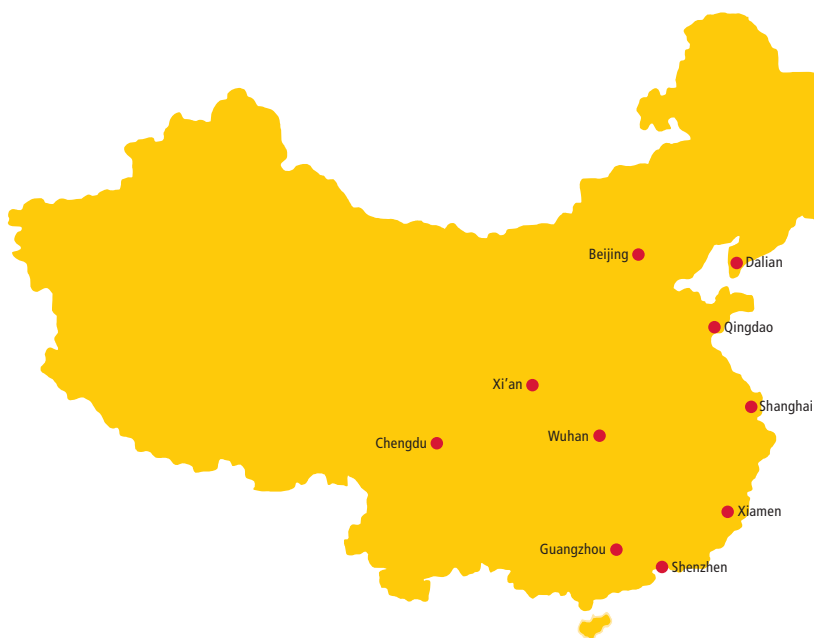 Beijing
Dalian
Qingdao
Xi’an
Shanghai
Wuhan
Chengdu
Xiamen
Guangzhou
Shenzhen